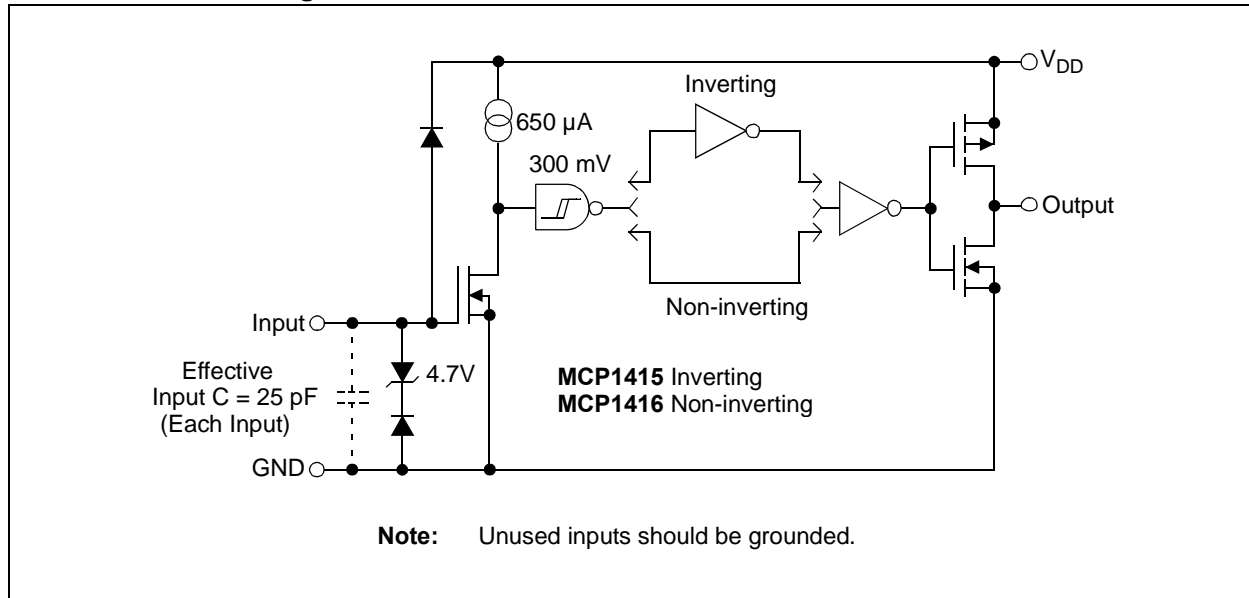 V_DD
Inverting
650 µA
300 mV
Output
Non-inverting
Input
4.7V
Effective
Input C = 25 pF
(Each Input)
MCP1415 Inverting
MCP1416 Non-inverting
GND
Note: Unused inputs should be grounded.